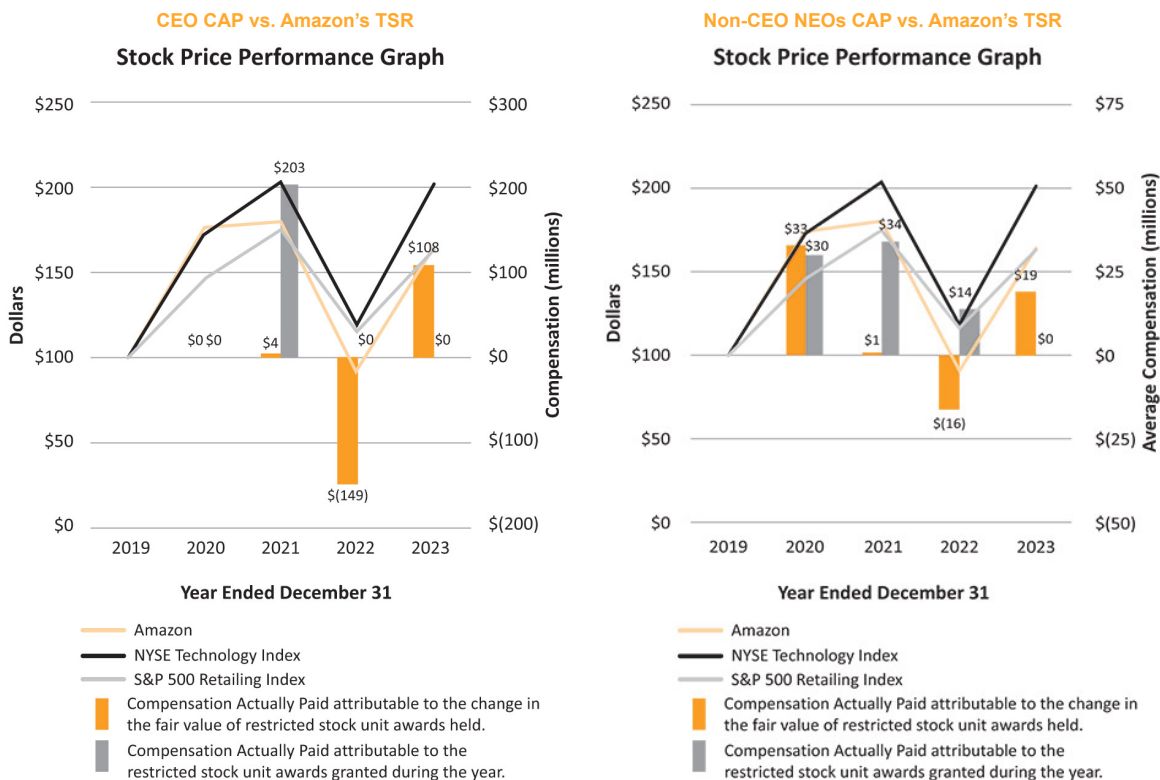 CEO CAP vs. Amazon's TSR
Stock Price Performance Graph
$250
$200
$150
$100
$50
$0
Dollars
$300
$200
$100
$0
$(100)
$(200)
Compensation (millions)
$0 $0
$4
$203
$(149)
$0
$108
$0
2019 2020 2021 2022 2023
Year Ended December 31
Amazon
NYSE Technology Index
S&P 500 Retailing Index
Compensation Actually Paid attributable to the change in
the fair value of restricted stock unit awards held.
Compensation Actually Paid attributable to the
restricted stock unit awards granted during the year.
Non-CEO NEOs CAP vs. Amazon's TSR
Stock Price Performance Graph
$250
$200
$150
$100
$50
$0
Dollars
$75
$50
$25
$0
$(25)
$(50)
Average Compensation (millions)
$33
$30
$1
$34
$(16)
$14
$19
$0
2019 2020 2021 2022 2023
Year Ended December 31
Amazon
NYSE Technology Index
S&P 500 Retailing Index
Compensation Actually Paid attributable to the change in
the fair value of restricted stock unit awards held.
Compensation Actually Paid attributable to the
restricted stock unit awards granted during the year.